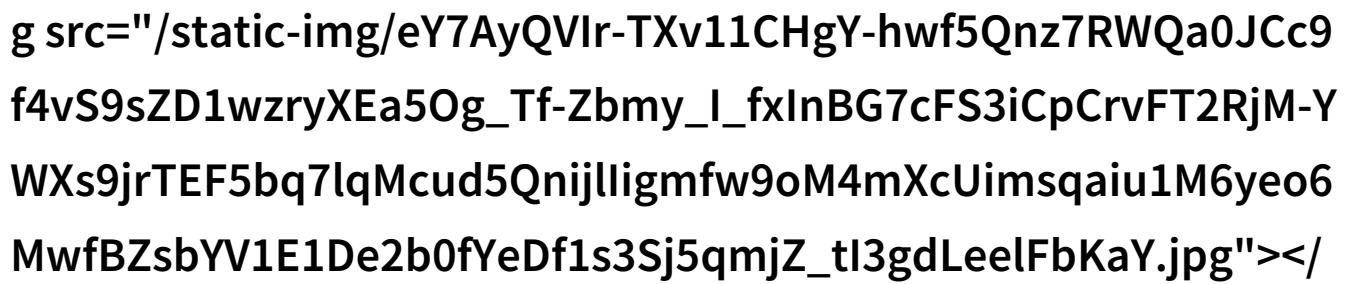 g src="/static-img/eY7AyQVIr-TXv11CHgY-hwf5Qnz7RWQa0JCc9
f4vS9sZD1wzryXEa5Og_Tf-Zbmy_I_fxInBG7cFS3iCpCrvFT2RjM-Y
WXs9jrTEF5bq7lqMcud5QnijlIigmfw9oM4mXcUimsqaiu1M6yeo6
MwfBZsbYV1E1De2b0fYeDf1s3Sj5qmjZ_tI3gdLeelFbKaY.jpg"></